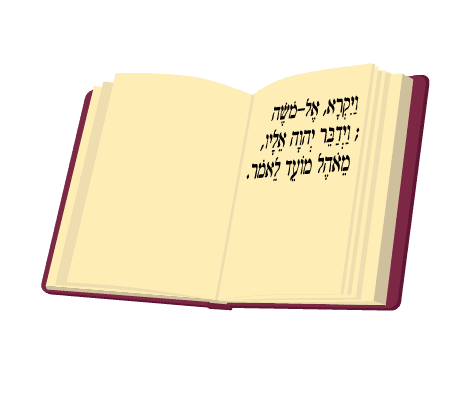 וַיִּקְרָא, אֶל-מֹשֶׁה
; וַיְדַבֵּר יְהוָה אֵלָיו,
מֵאֹהֶל מוֹעֵד לֵאמֹר.